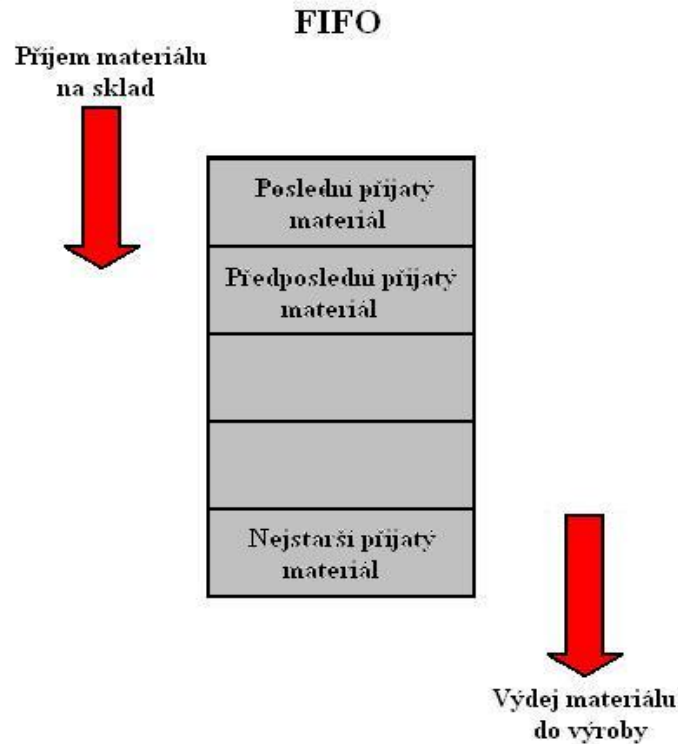 FIFO
Příjem materiálu
na sklad
Poslední přijatý
materiál
Předposlední přijatý
materiál
Nejstarší přijatý
materiál
Výdej materiálu
do výroby